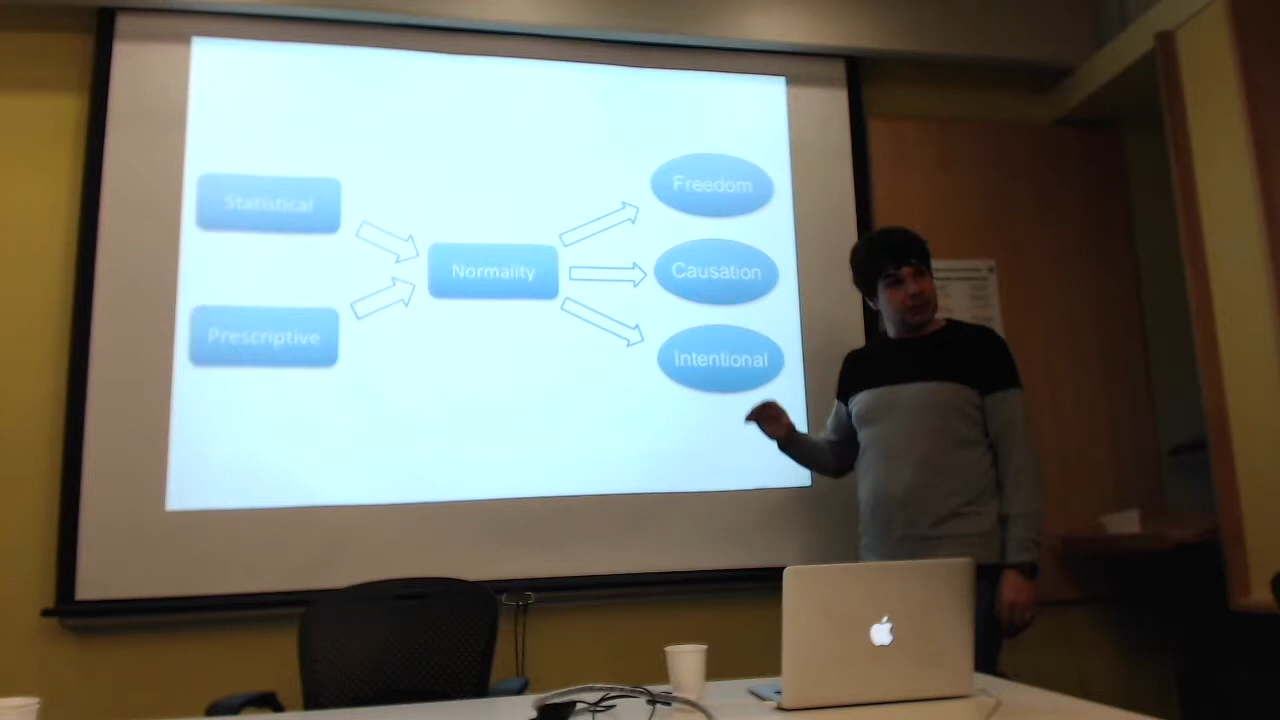 Statistical
Prescriptive
Normality
Freedom
Causation
Intentional